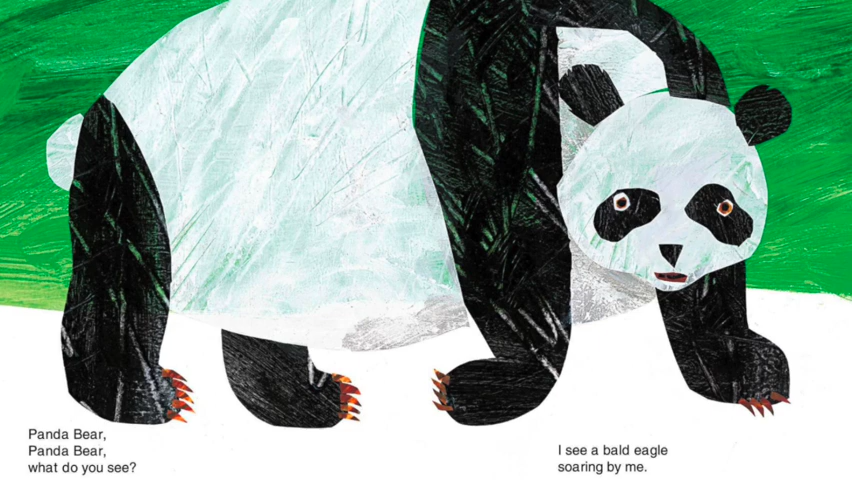 Panda Bear,
Panda Bear,
what do you see?
I see a bald eagle
soaring by me.